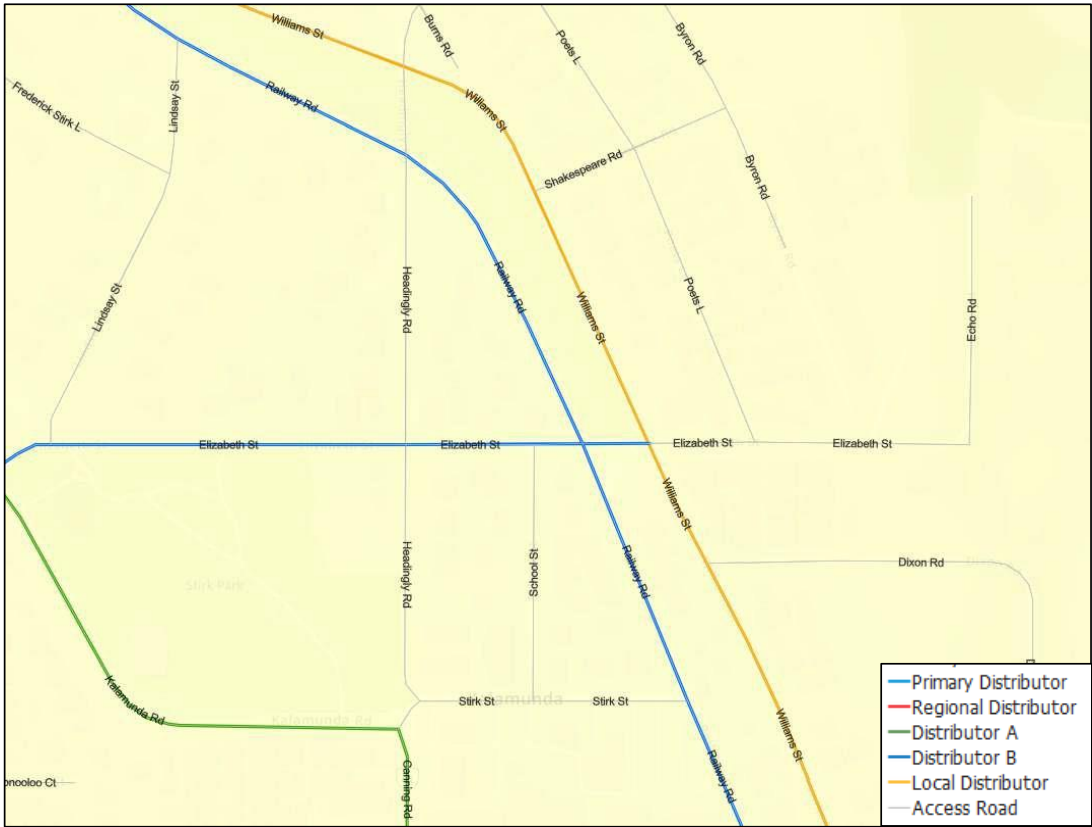 Williams St
Burns Rd
Poets L
Byron Rd
Frederick Stirk L
Lindsay St
Railway Rd
Williams St
Shakespeare Rd
Byron Rd
Lindsay St
Headingly Rd
Railway Rd
Williams St
Poets L
Echo Rd
Elizabeth St
Elizabeth St
Elizabeth St
Elizabeth St
Williams St
Headingly Rd
School St
Railway Rd
Dixon Rd
Stirk Park
Kalamunda Rd
Kalamunda Rd
Stirk St
Kalamunda
Stirk St
Williams St
Railway Rd
onooloo Ct
Canning Rd
Primary Distributor
Regional Distributor
Distributor A
Distributor B
Local Distributor
Access Road